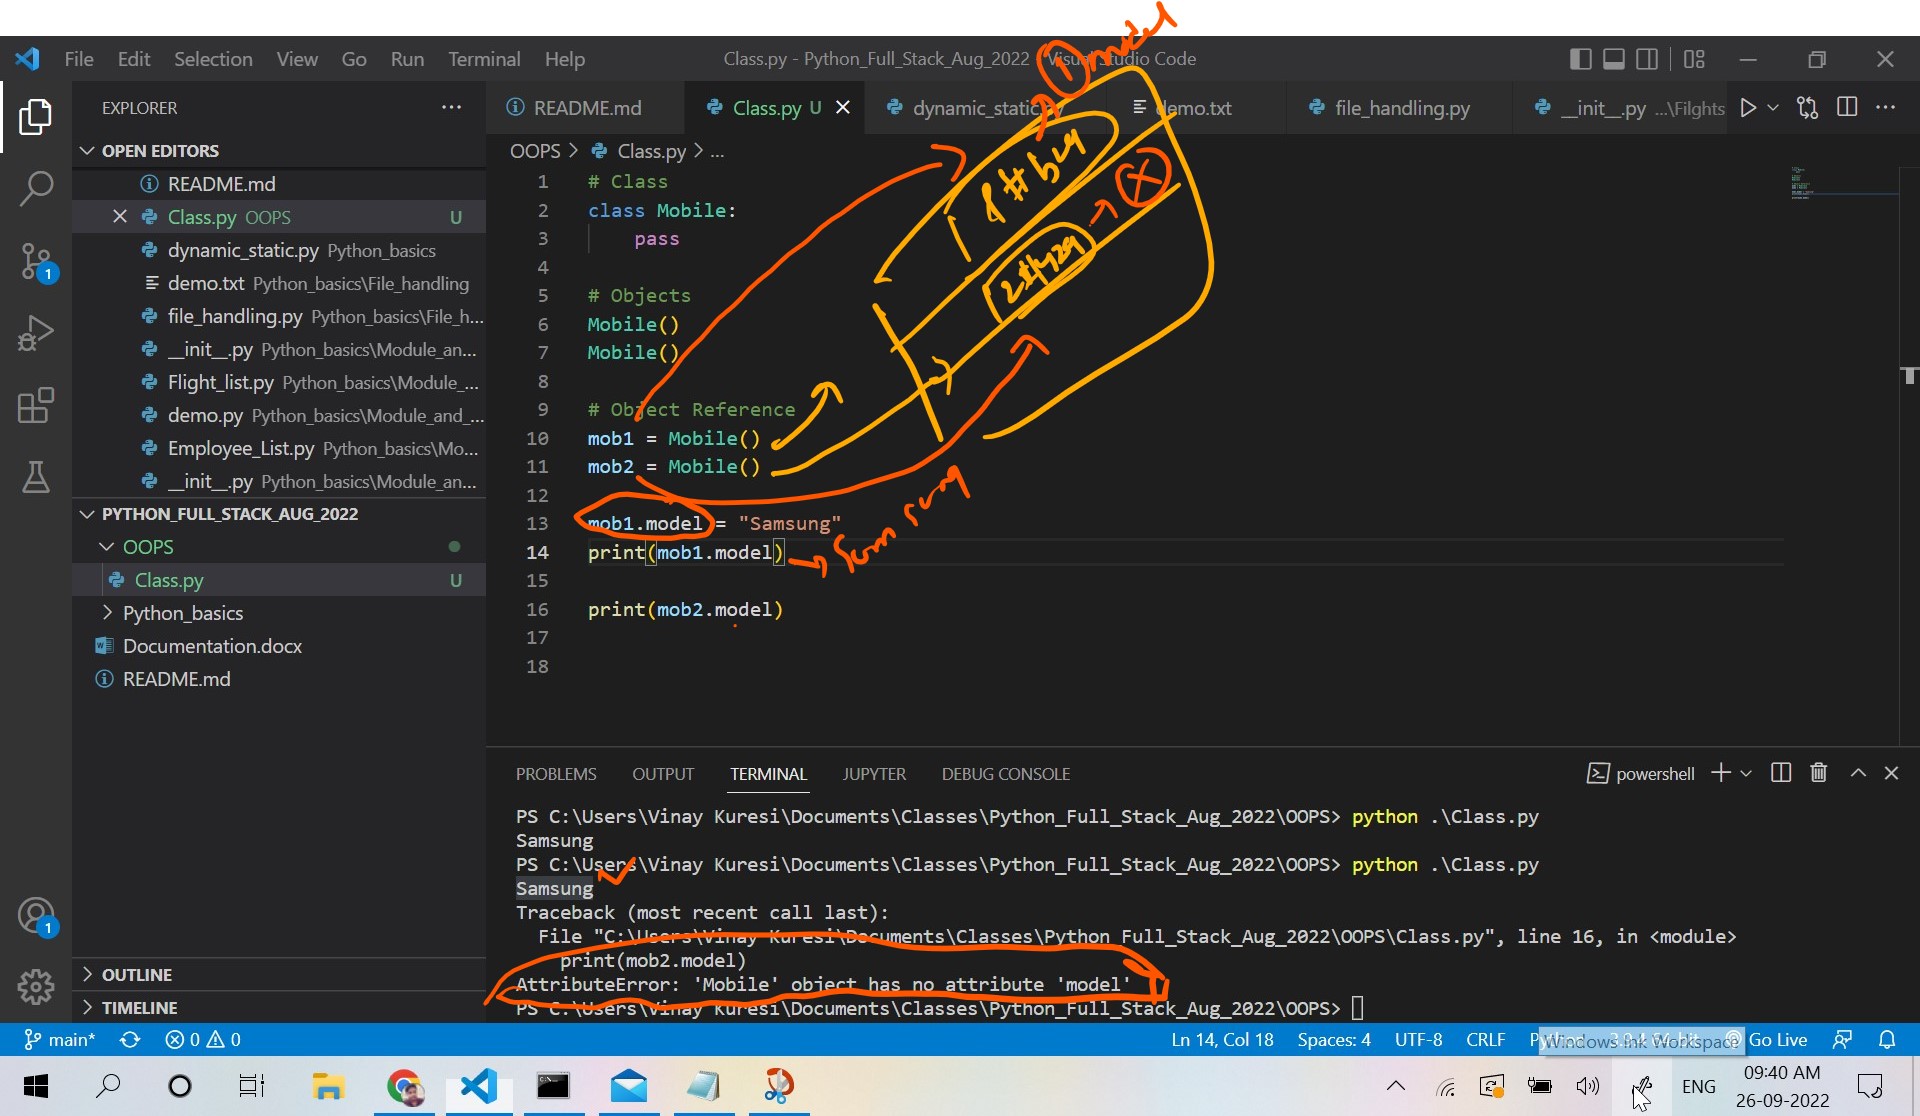 ① model
File Edit Selection View Go Run Terminal Help
Class.py - Python_Full_Stack_Aug_2022 - Visual Studio Code
EXPLORER
README.md
Class.py U
dynamic_static.py
demo.txt
file_handling.py
__init__.py ...\Filghts
OPEN EDITORS
README.md
Class.py OOPS U
dynamic_static.py Python_basics
demo.txt Python_basics\File_handling
file_handling.py Python_basics\File_h...
__init__.py Python_basics\Module_an...
Flight_list.py Python_basics\Module_...
demo.py Python_basics\Module_and_...
Employee_List.py Python_basics\Mo...
__init__.py Python_basics\Module_an...
PYTHON_FULL_STACK_AUG_2022
OOPS
Class.py U
Python_basics
Documentation.docx
README.md
OUTLINE
TIMELINE
OOPS > Class.py > ...
1 # Class
2 class Mobile:
3 pass
4
5 # Objects
6 Mobile()
7 Mobile()
8
9 # Object Reference
10 mob1 = Mobile()
11 mob2 = Mobile()
12
13 mob1.model = "Samsung"
14 print(mob1.model)
15
16 print(mob2.model)
17
18
PROBLEMS OUTPUT TERMINAL JUPYTER DEBUG CONSOLE
powershell
PS C:\Users\Vinay Kuresi\Documents\Classes\Python_Full_Stack_Aug_2022\OOPS> python .\Class.py
Samsung
PS C:\Users\Vinay Kuresi\Documents\Classes\Python_Full_Stack_Aug_2022\OOPS> python .\Class.py
Samsung
Traceback (most recent call last):
File "C:\Users\Vinay Kuresi\Documents\Classes\Python_Full_Stack_Aug_2022\OOPS\Class.py", line 16, in <module>
print(mob2.model)
AttributeError: 'Mobile' object has no attribute 'model'
PS C:\Users\Vinay Kuresi\Documents\Classes\Python_Full_Stack_Aug_2022\OOPS>
main* 0 0
Ln 14, Col 18 Spaces: 4 UTF-8 CRLF
Windows Ink Workspace
Go Live
ENG
09:40 AM
26-09-2022
1
1